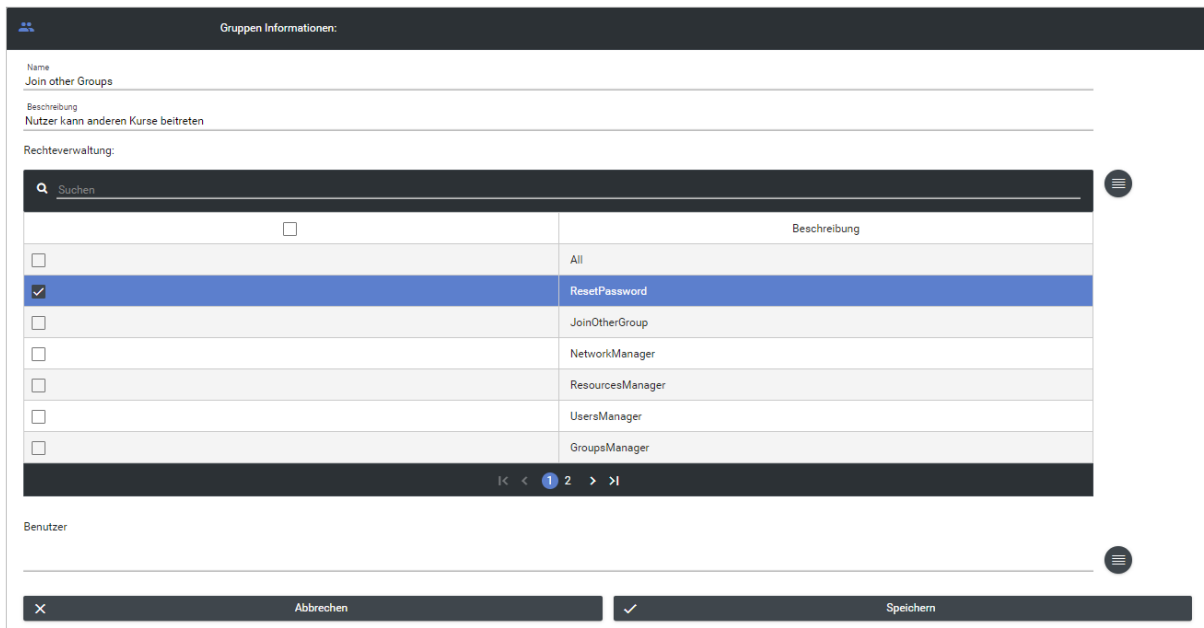 Gruppen Informationen:
Name
Join other Groups
Beschreibung
Nutzer kann anderen Kurse beitreten
Rechteverwaltung:
Suchen
Beschreibung
All
ResetPassword
JoinOtherGroup
NetworkManager
ResourcesManager
UsersManager
GroupsManager
1 2
Benutzer
Abbrechen Speichern